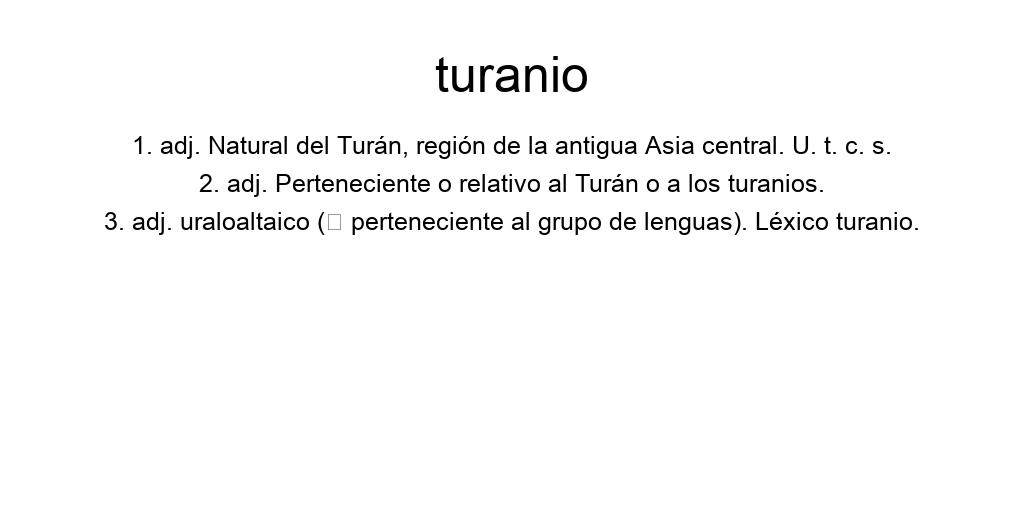 turanio
1. adj. Natural del Turán, región de la antigua Asia central. U. t. c. s.
2. adj. Perteneciente o relativo al Turán o a los turanios.
3. adj. uraloaltaico (□ perteneciente al grupo de lenguas). Léxico turanio.